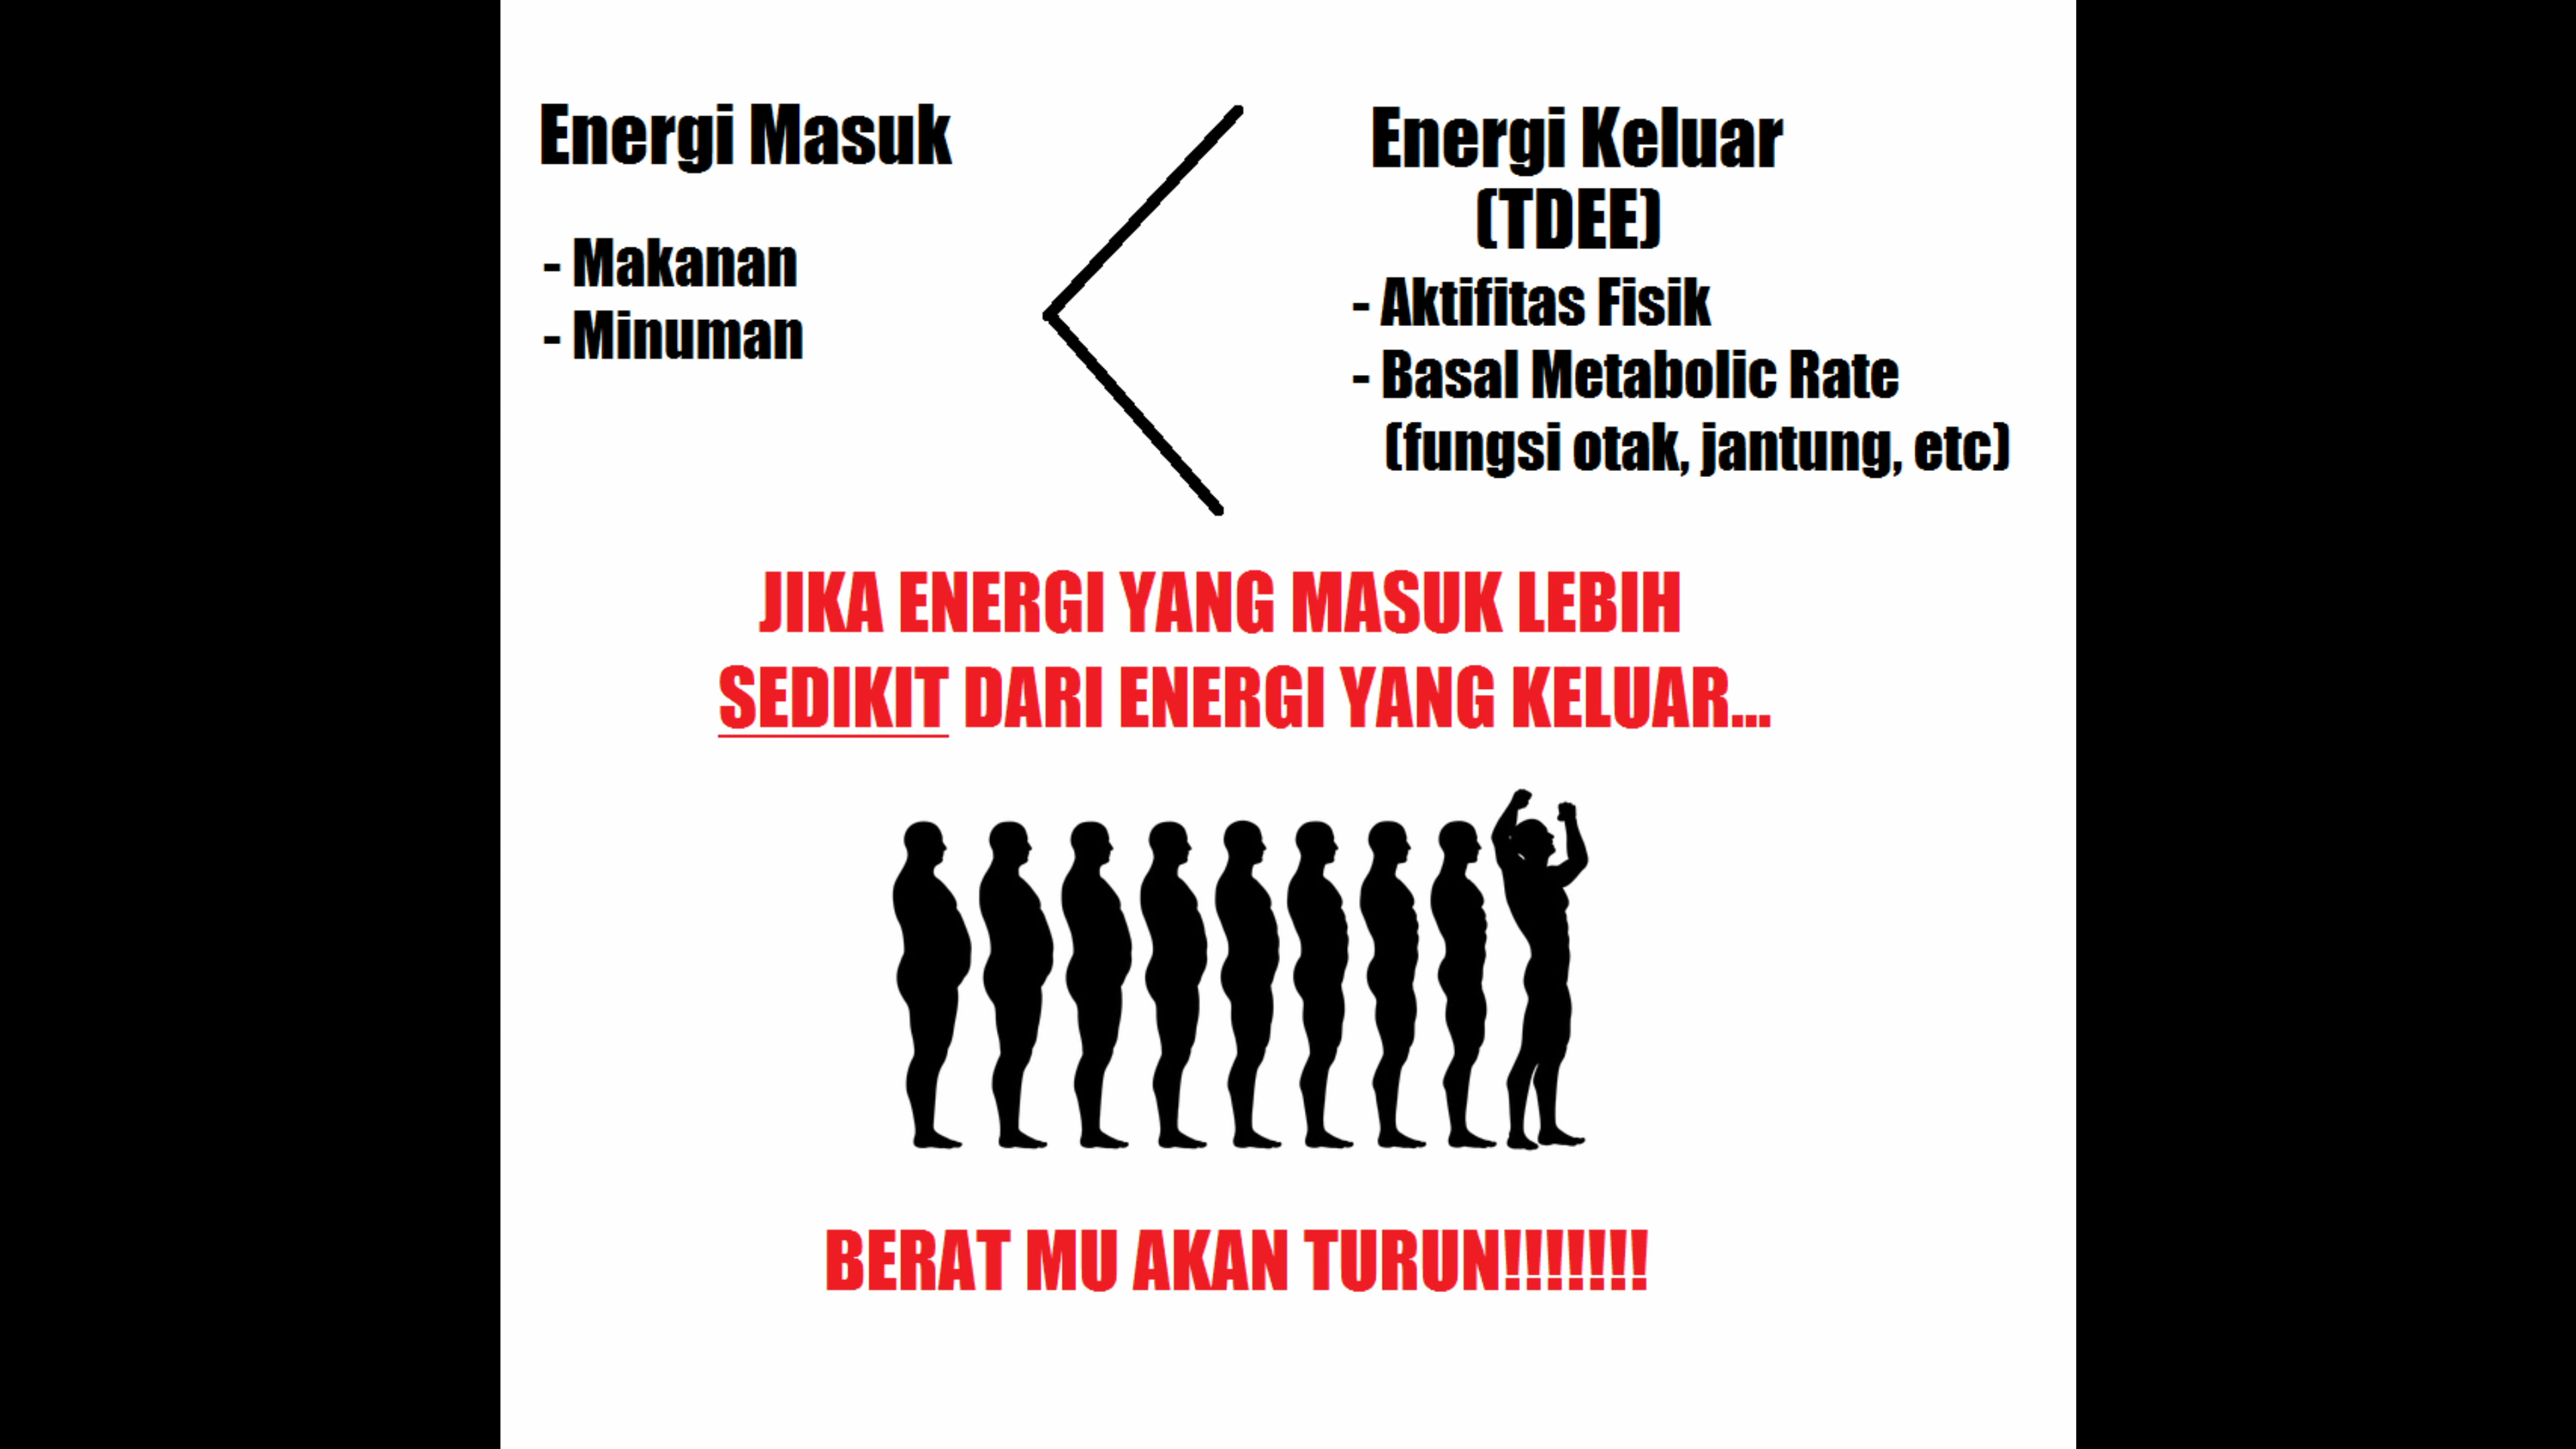 Energi Masuk
- Makanan
- Minuman
Energi Keluar
(TDEE)
- Aktifitas Fisik
- Basal Metabolic Rate
(fungsi otak, jantung, etc)
JIKA ENERGI YANG MASUK LEBIH
SEDIKIT DARI ENERGI YANG KELUAR...
BERAT MU AKAN TURUN!!!!!!!